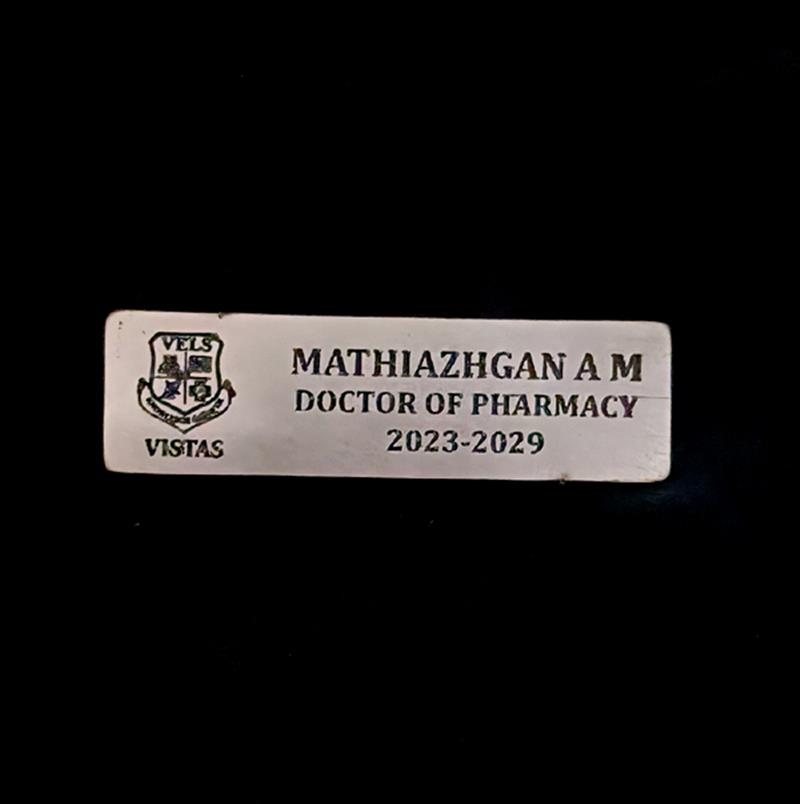 VELS
VISTAS
MATHIAZHGAN A M
DOCTOR OF PHARMACY
2023-2029